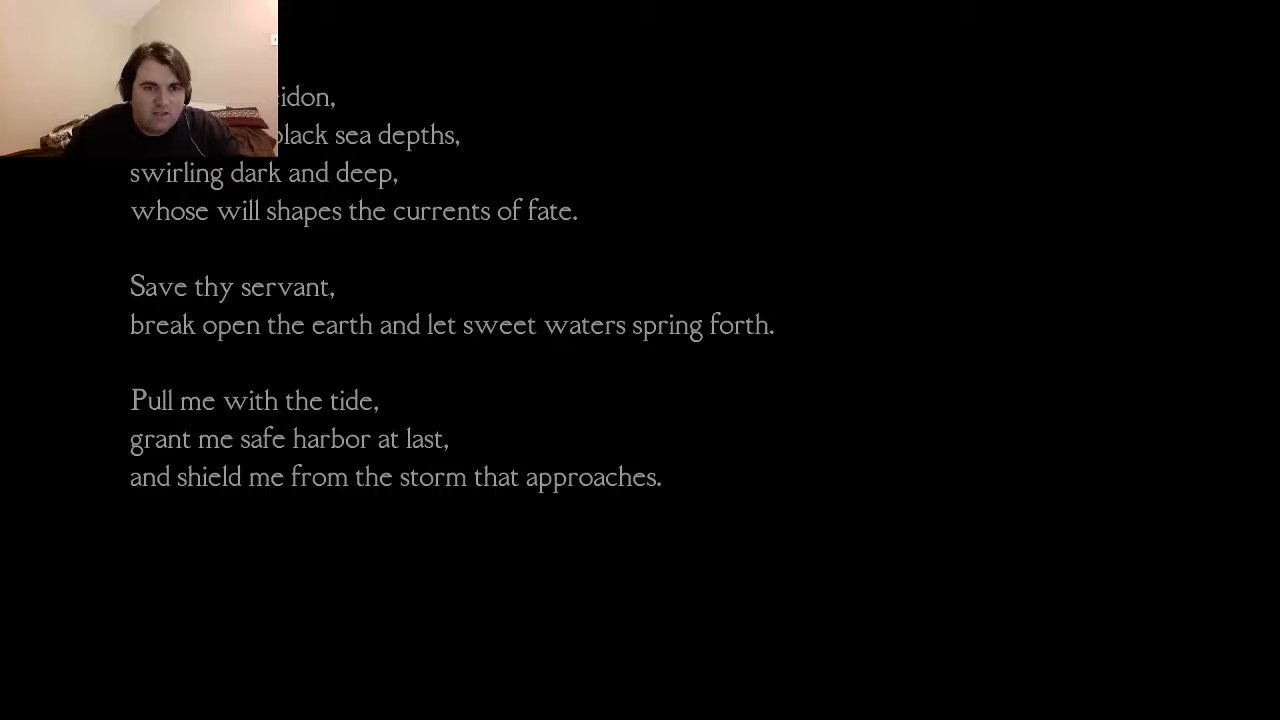 eidon,
black sea depths,
swirling dark and deep,
whose will shapes the currents of fate.
Save thy servant,
break open the earth and let sweet waters spring forth.
Pull me with the tide,
grant me safe harbor at last,
and shield me from the storm that approaches.